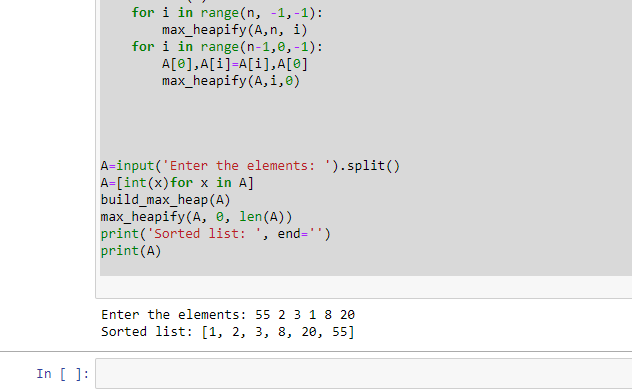 for i in range(n, -1,-1):
max_heapify(A,n, i)
for i in range(n-1,0,-1):
A[0],A[i]=A[i],A[0]
max_heapify(A,i,0)
A=input('Enter the elements: ').split()
A=[int(x)for x in A]
build_max_heap(A)
max_heapify(A, 0, len(A))
print('Sorted list: ', end='')
print(A)
Enter the elements: 55 2 3 1 8 20
Sorted list: [1, 2, 3, 8, 20, 55]
In [ ]: